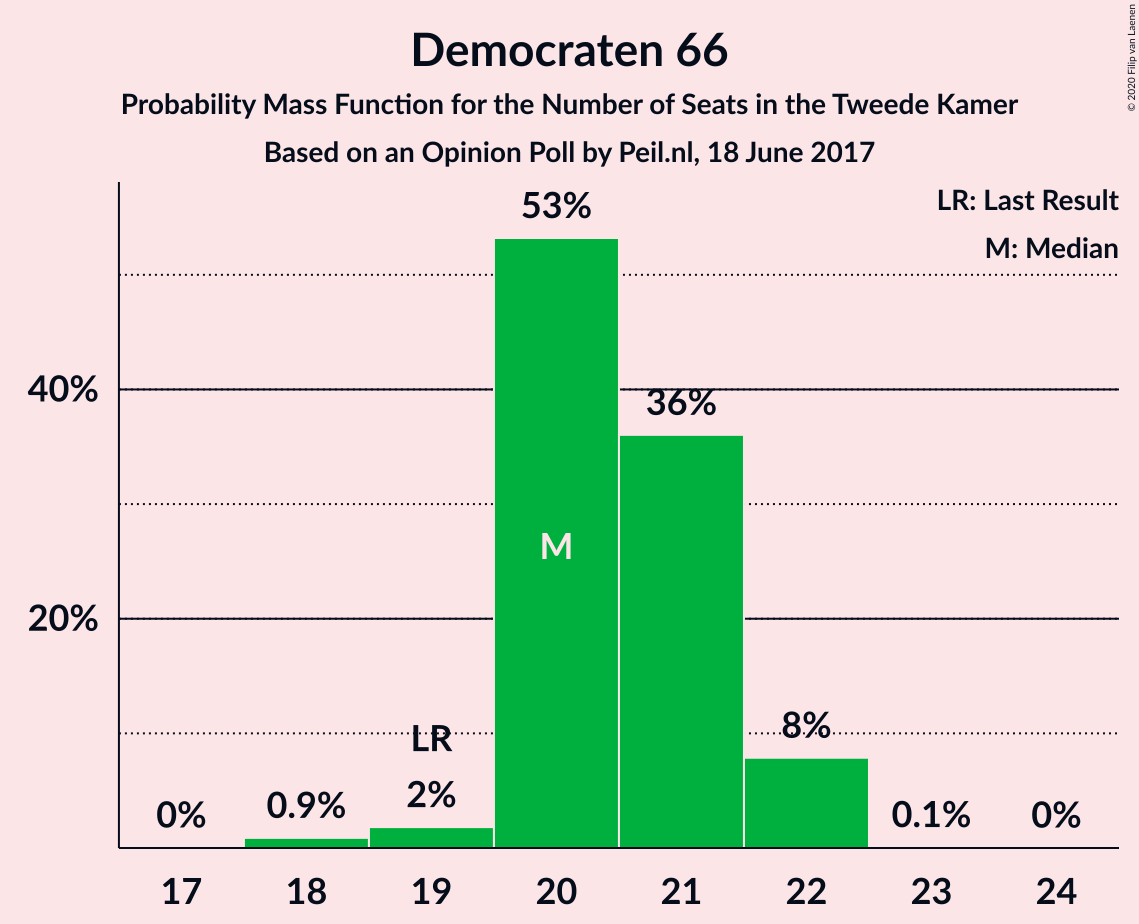 Democraten 66
Probability Mass Function for the Number of Seats in the Tweede Kamer
Based on an Opinion Poll by Peil.nl, 18 June 2017
© 2020 Filip van Laenen
LR: Last Result
M: Median
53%
40%
36%
M
20%
LR
8%
0%
0.9%
2%
0.1%
0%
17 18 19 20 21 22 23 24